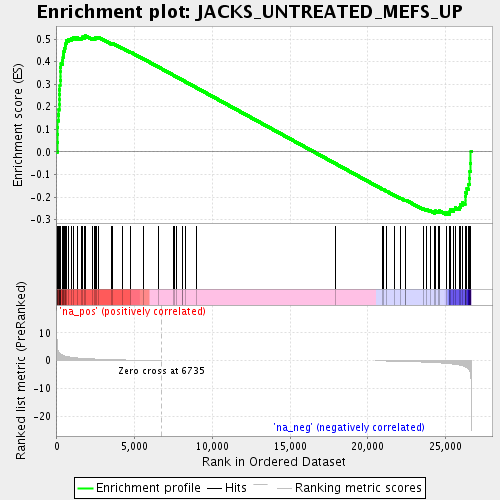 Enrichment plot: JACKS_UNTREATED_MEFS_UP
Enrichment score (ES)
0.5
0.4
0.3
0.2
0.1
0.0
-0.1
-0.2
-0.3
'na_pos' (positively correlated)
Ranked list metric (PreRanked)
10
5
0
-5
-10
-15
-20
Zero cross at 6735
'na_neg' (negatively correlated)
0 5,000 10,000 15,000 20,000 25,000
Rank in Ordered Dataset
Enrichment profile Hits Ranking metric scores